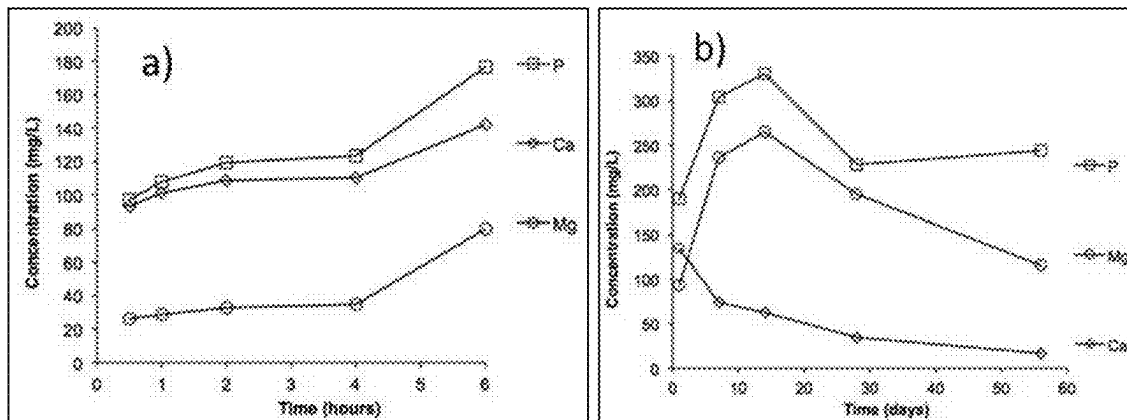 a)
200
180
160
140
120
100
80
60
40
20
0
Concentration (mg/L)
0 1 2 3 4 5 6
Time (hours)
P
Ca
Mg
b)
350
300
250
200
150
100
50
0
Concentration (mg/L)
0 10 20 30 40 50 60
Time (days)
P
Mg
Ca